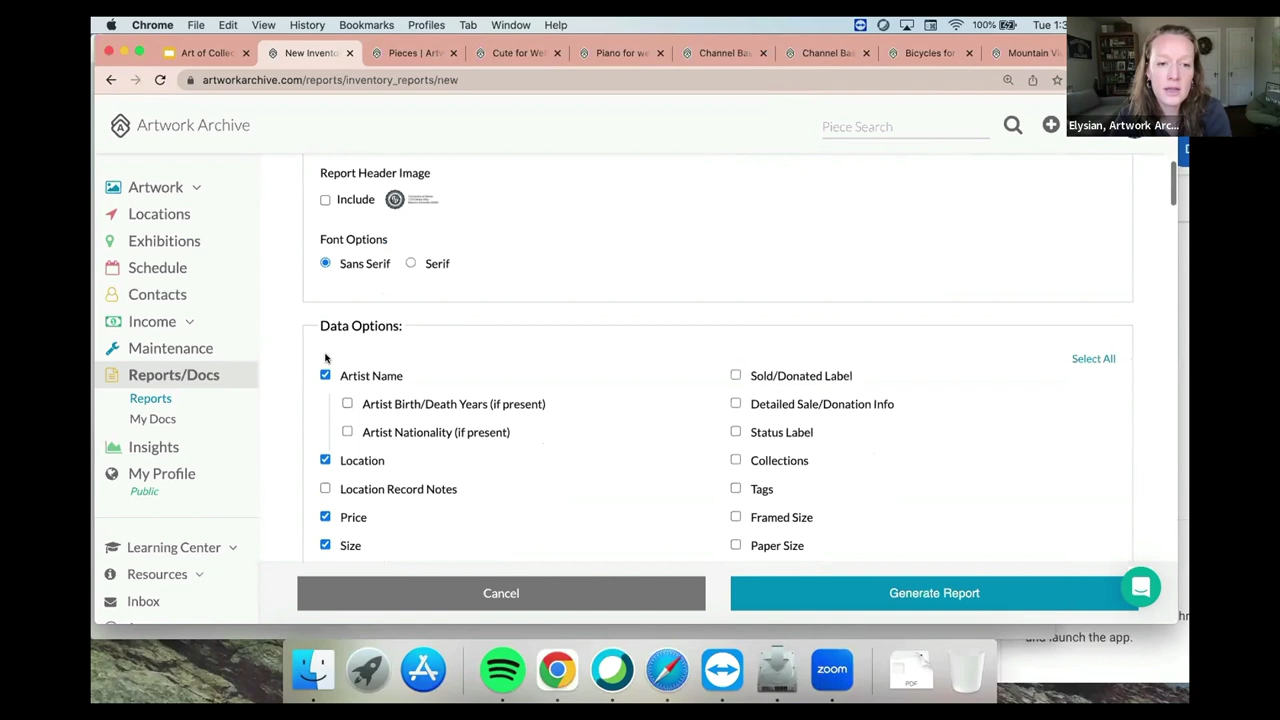 Chrome File Edit View History Bookmarks Profiles Tab Window Help 100% Tue 1:3
Art of Collec New Invento Pieces | Artw Cute for We Piano for we Channel Bas Channel Bas Bicycles for Mountain Vi
artworkarchive.com/reports/inventory_reports/new
Elysian, Artwork Arc...
Artwork Archive
Piece Search
Artwork
Locations
Exhibitions
Schedule
Contacts
Income
Maintenance
Reports/Docs
Reports
My Docs
Insights
My Profile
Public
Learning Center
Resources
Inbox
Report Header Image
Include
Font Options
Sans Serif Serif
Data Options:
Select All
Artist Name Sold/Donated Label
Artist Birth/Death Years (if present) Detailed Sale/Donation Info
Artist Nationality (if present) Status Label
Location Collections
Location Record Notes Tags
Price Framed Size
Size Paper Size
Cancel Generate Report
and launch the app.
zoom
PDF